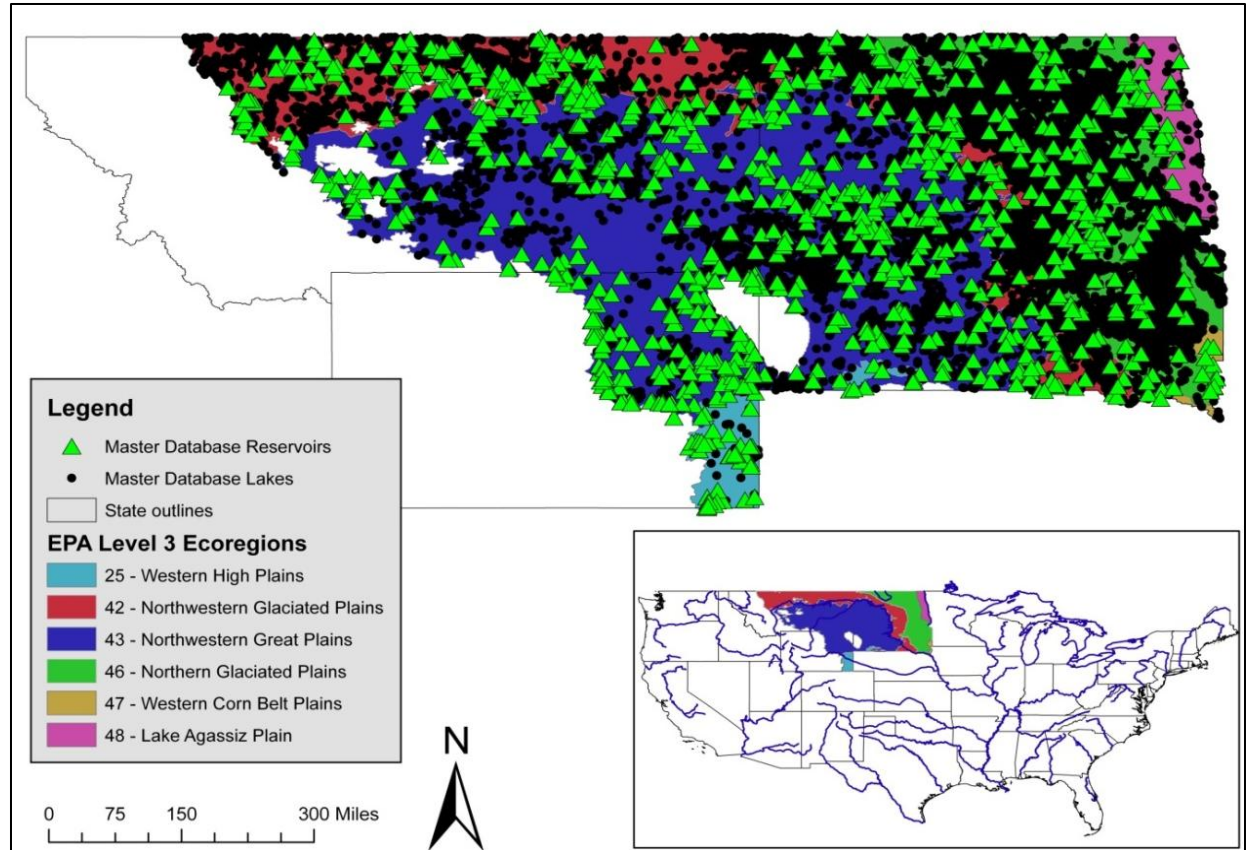 Legend
Master Database Reservoirs
Master Database Lakes
State outlines
EPA Level 3 Ecoregions
25 - Western High Plains
42 - Northwestern Glaciated Plains
43 - Northwestern Great Plains
46 - Northern Glaciated Plains
47 - Western Corn Belt Plains
48 - Lake Agassiz Plain
N
0 75 150 300 Miles